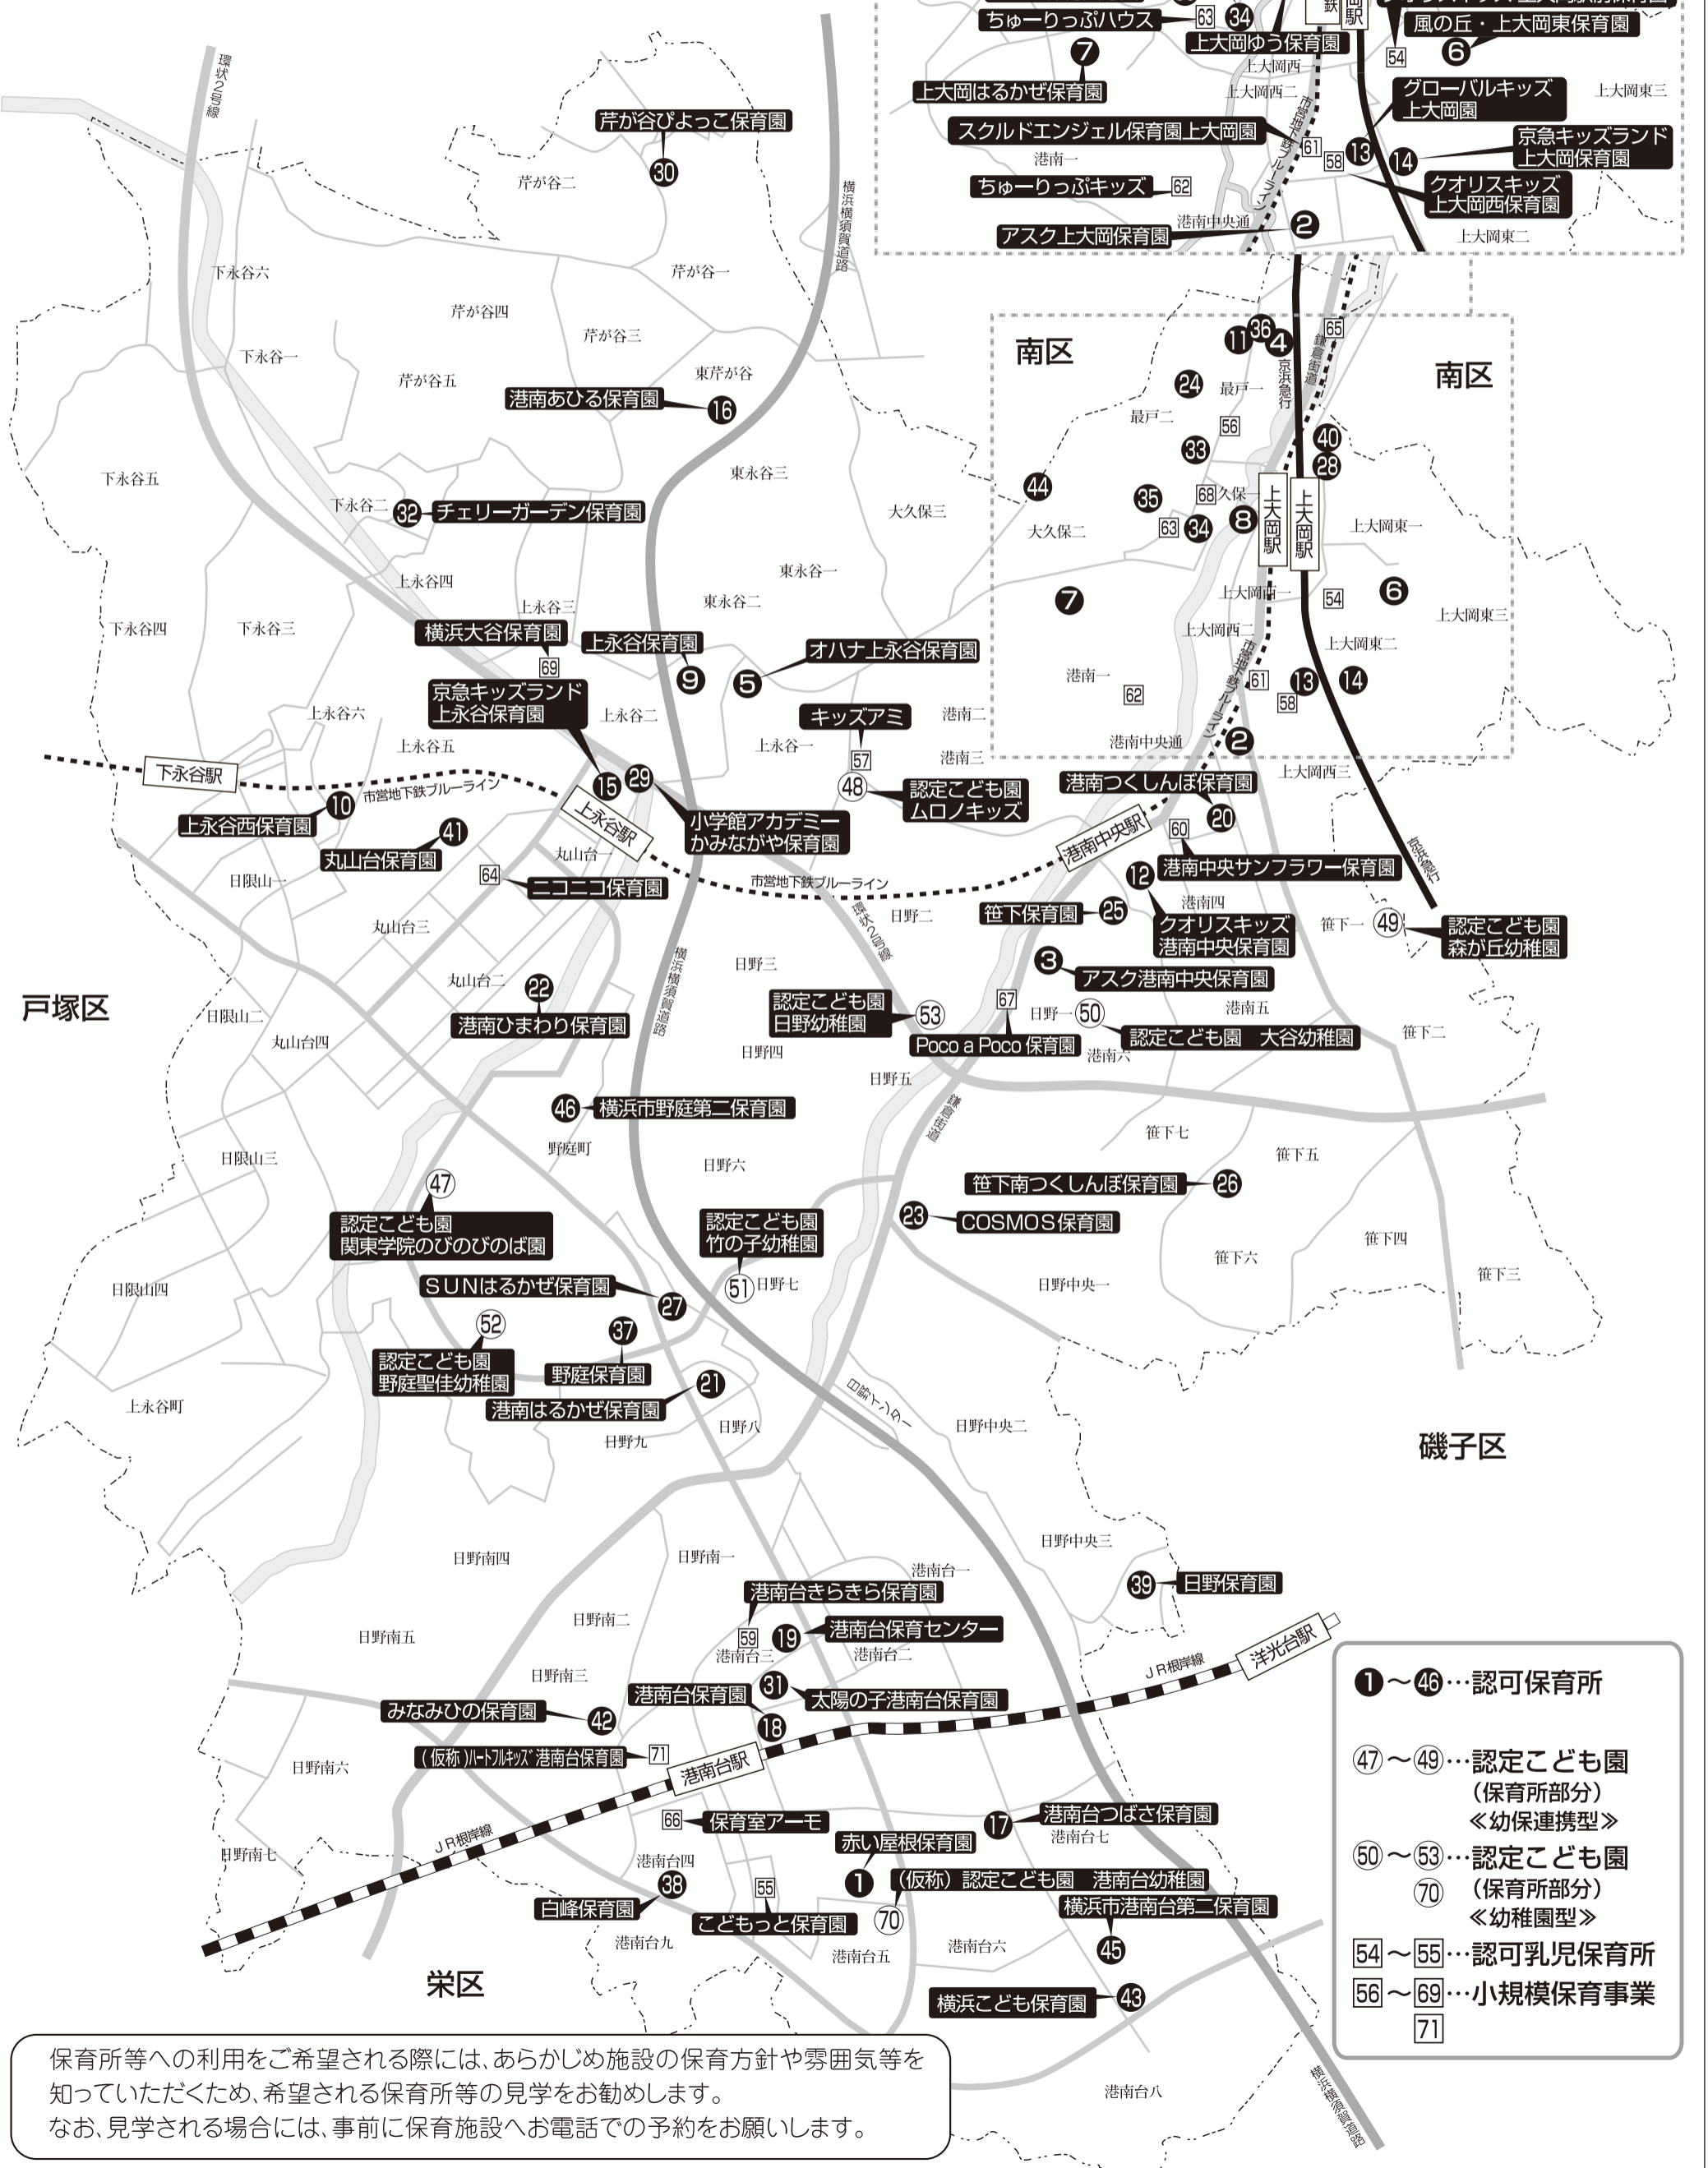 ちゅーりっぷハウス
63
34
鉄
岡駅
風の丘・上大岡東保育園
6
54
上大岡ゆう保育園
7
上大岡はるかぜ保育園
上大岡西一
上大岡西二
市営地下鉄ブルーライン
グローバルキッズ
上大岡園
上大岡東三
スクルドエンジェル保育園上大岡園
61
58
13
14
京急キッズランド
上大岡保育園
港南一
ちゅーりっぷキッズ
62
クオリスキッズ
上大岡西保育園
港南中央通
アスク上大岡保育園
2
上大岡東二
環状2号線
芹が谷ぴよっこ保育園
30
芹が谷二
横浜横須賀道路
下永谷六
芹が谷一
芹が谷四
芹が谷三
下永谷一
芹が谷五
東芹が谷
港南あひる保育園
16
南区
南区
11
36
4
65
京浜急行
鎌倉街道
24
最戸一
最戸二
56
33
40
28
44
35
68
久保一
63
34
8
上大岡駅
上大岡駅
上大岡東一
大久保三
大久保二
7
上大岡西一
54
6
上大岡東三
上大岡西二
上大岡東二
市営地下鉄ブルーライン
港南一
62
61
13
14
58
港南中央通
2
下永谷五
下永谷二
32
チェリーガーデン保育園
東永谷三
上永谷四
東永谷一
上永谷三
東永谷二
下永谷四
下永谷三
横浜大谷保育園
69
上永谷保育園
9
オハナ上永谷保育園
5
京急キッズランド
上永谷保育園
上永谷六
上永谷二
キッズアミ
港南二
上永谷五
上永谷一
57
港南三
下永谷駅
市営地下鉄ブルーライン
15
29
48
認定こども園
ムロノキッズ
上大岡西三
港南つくしんぼ保育園
20
10
上永谷西保育園
上永谷駅
小学館アカデミー
かみながや保育園
港南中央駅
60
京浜急行
41
丸山台保育園
丸山台一
港南中央サンフラワー保育園
12
日限山一
64
ニコニコ保育園
市営地下鉄ブルーライン
港南四
環状2号線
日野二
笹下保育園
25
クオリスキッズ
港南中央保育園
笹下一
49
認定こども園
森が丘幼稚園
丸山台三
横浜横須賀道路
日野三
3
アスク港南中央保育園
丸山台二
22
港南ひまわり保育園
戸塚区
日限山二
認定こども園
日野幼稚園
53
67
日野一
50
港南五
丸山台四
Poco a Poco 保育園
認定こども園 大谷幼稚園
笹下二
日野四
港南六
日野五
46
横浜市野庭第二保育園
鎌倉街道
野庭町
笹下七
日限山三
日野六
笹下五
47
認定こども園
関東学院のびのびのば園
笹下南つくしんぼ保育園
26
認定こども園
竹の子幼稚園
23
COSMOS保育園
笹下四
笹下六
日限山四
SUNはるかぜ保育園
27
51
日野七
日野中央一
笹下三
52
37
認定こども園
野庭聖佳幼稚園
野庭保育園
21
港南はるかぜ保育園
日野インター
上永谷町
日野九
日野八
日野中央二
磯子区
日野中央三
日野南四
日野南一
港南台一
39
日野保育園
港南台きらきら保育園
日野南二
日野南五
59
19
港南台保育センター
港南台三
港南台二
洋光台駅
日野南三
JR根岸線
31
太陽の子港南台保育園
港南台保育園
18
みなみひの保育園
42
(仮称)ハートフルキッズ港南台保育園
71
港南台駅
日野南六
66
保育室アーモ
17
港南台つばさ保育園
赤い屋根保育園
港南台七
JR根岸線
日野南七
港南台四
38
白峰保育園
55
こどもっと保育園
1
(仮称)認定こども園 港南台幼稚園
70
横浜市港南台第二保育園
45
港南台九
港南台五
港南台六
栄区
横浜こども保育園
43
港南台八
横浜横須賀道路
1～46…認可保育所
47～49…認定こども園
(保育所部分)
≪幼保連携型≫
50～53…認定こども園
70 (保育所部分)
≪幼稚園型≫
54～55…認可乳児保育所
56～69…小規模保育事業
71
保育所等への利用をご希望される際には、あらかじめ施設の保育方針や雰囲気等を
知っていただくため、希望される保育所等の見学をお勧めします。
なお、見学される場合には、事前に保育施設へお電話での予約をお願いします。